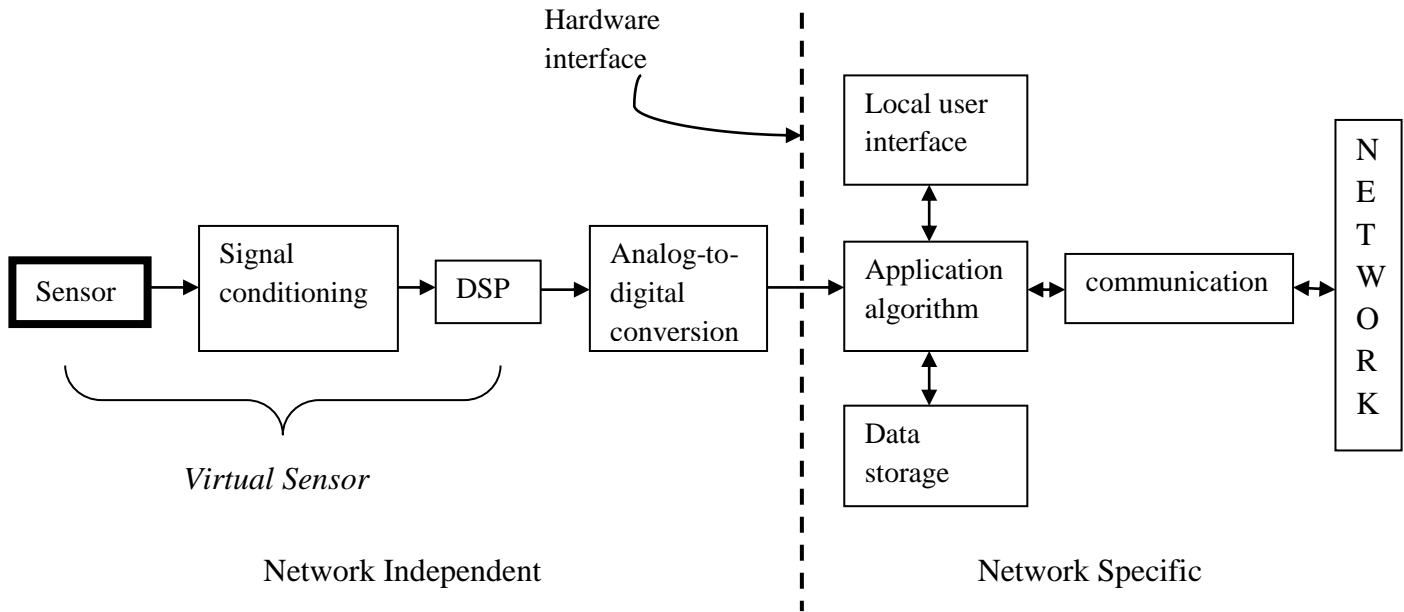 Hardware
interface
Local user
interface
N
E
T
W
O
R
K
Sensor
Signal
conditioning
DSP
Analog-to-
digital
conversion
Application
algorithm
communication
Data
storage
Virtual Sensor
Network Independent
Network Specific